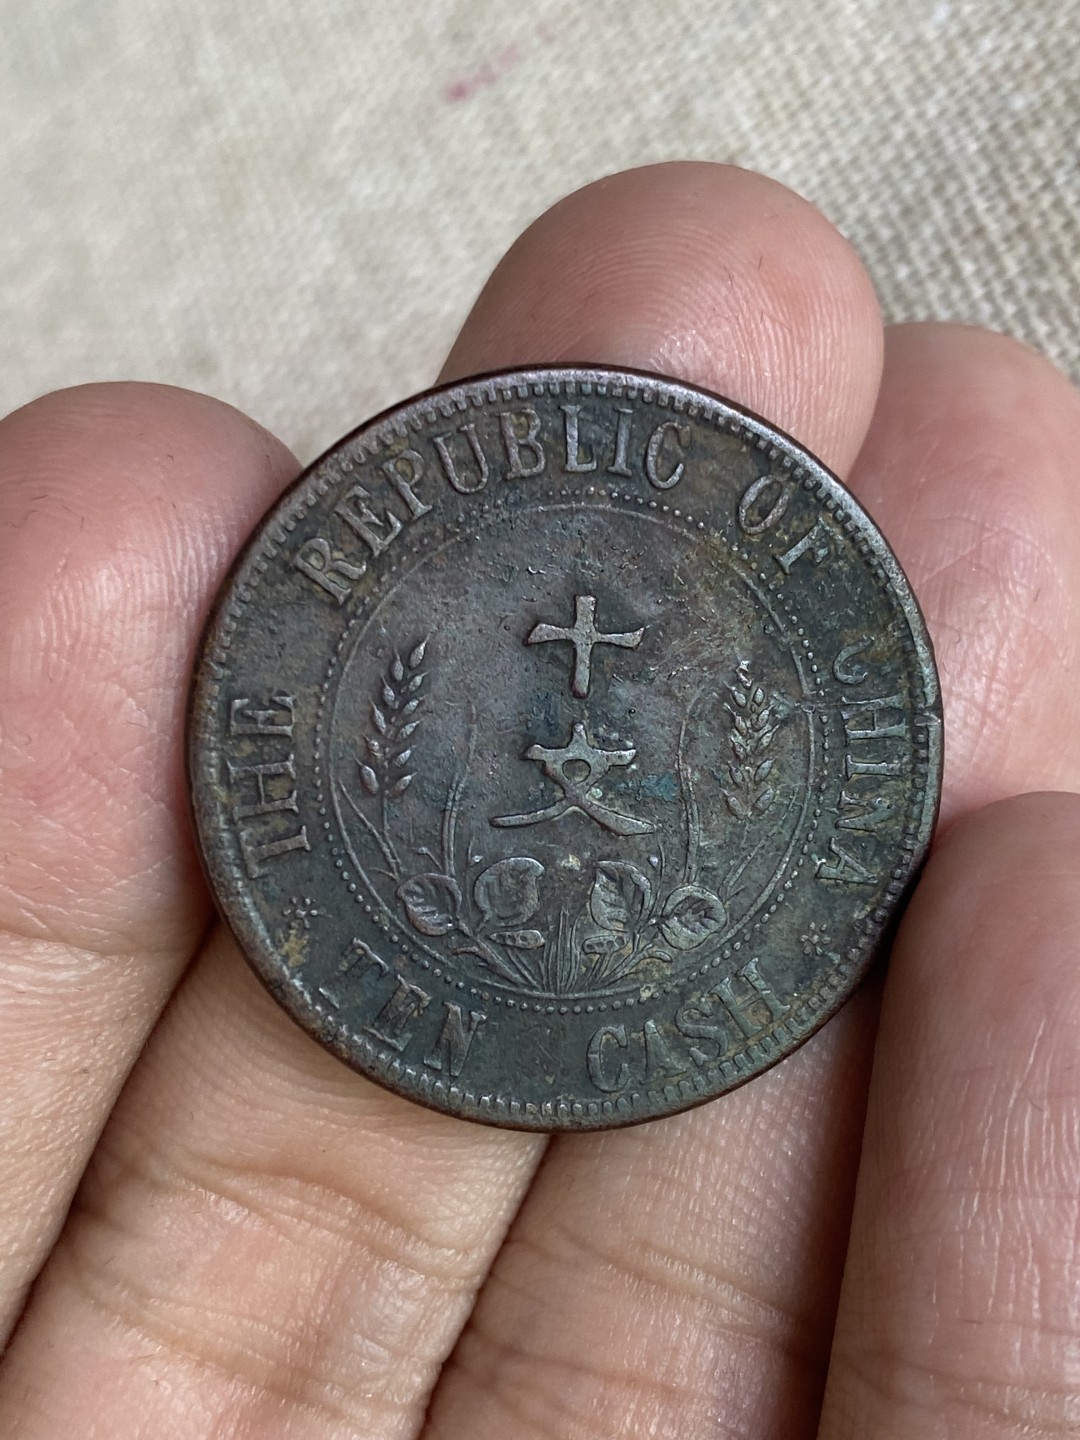 THE REPUBLIC OF CHINA
十
文
TEN CASH